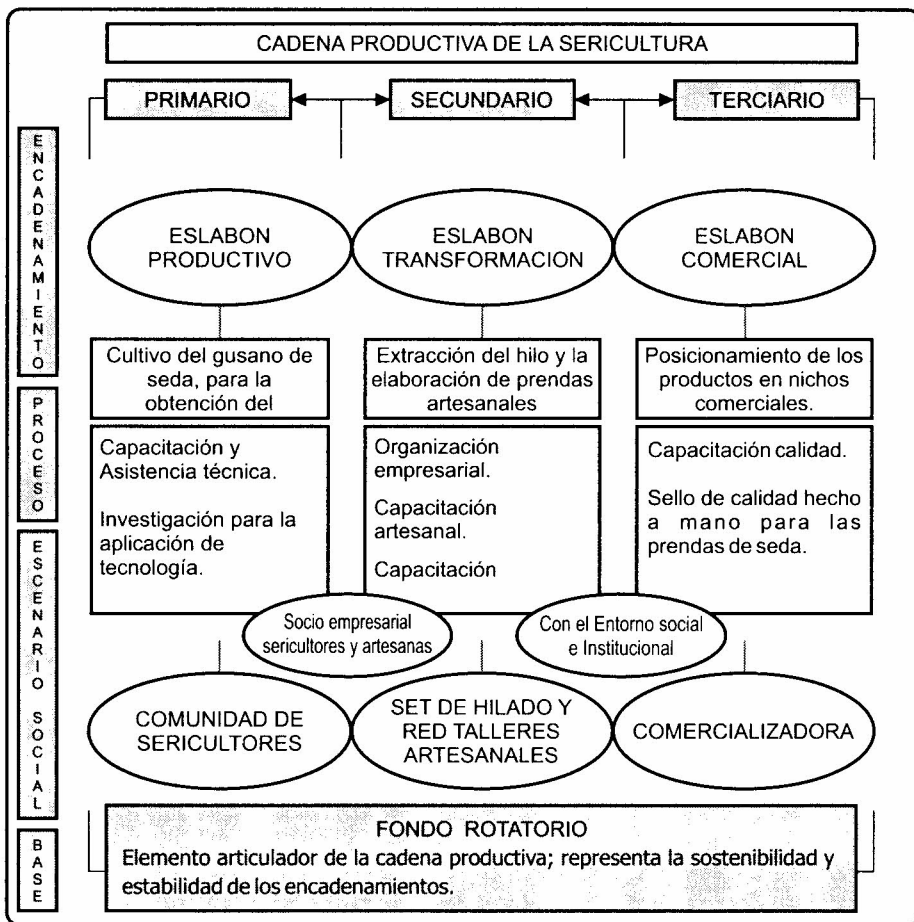 CADENA PRODUCTIVA DE LA SERICULTURA
PRIMARIO
SECUNDARIO
TERCIARIO
ENCADENAMIENTO
ESLABON
PRODUCTIVO
ESLABON
TRANSFORMACION
ESLABON
COMERCIAL
Cultivo del gusano de
seda, para la
obtención del
Extracción del hilo y la
elaboración de prendas
artesanales
Posicionamiento de los
productos en nichos
comerciales.
PROCESO
Capacitación y
Asistencia técnica.
Investigación para la
aplicación de
tecnología.
Organización
empresarial.
Capacitación
artesanal.
Capacitación
Capacitación calidad.
Sello de calidad hecho
a mano para las
prendas de seda.
ESCENARIO SOCIAL
Socio empresarial
sericultores y artesanas
Con el Entorno social
e Institucional
COMUNIDAD DE
SERICULTORES
SET DE HILADO Y
RED TALLERES
ARTESANALES
COMERCIALIZADORA
BASE
FONDO ROTATORIO
Elemento articulador de la cadena productiva; representa la sostenibilidad y
estabilidad de los encadenamientos.